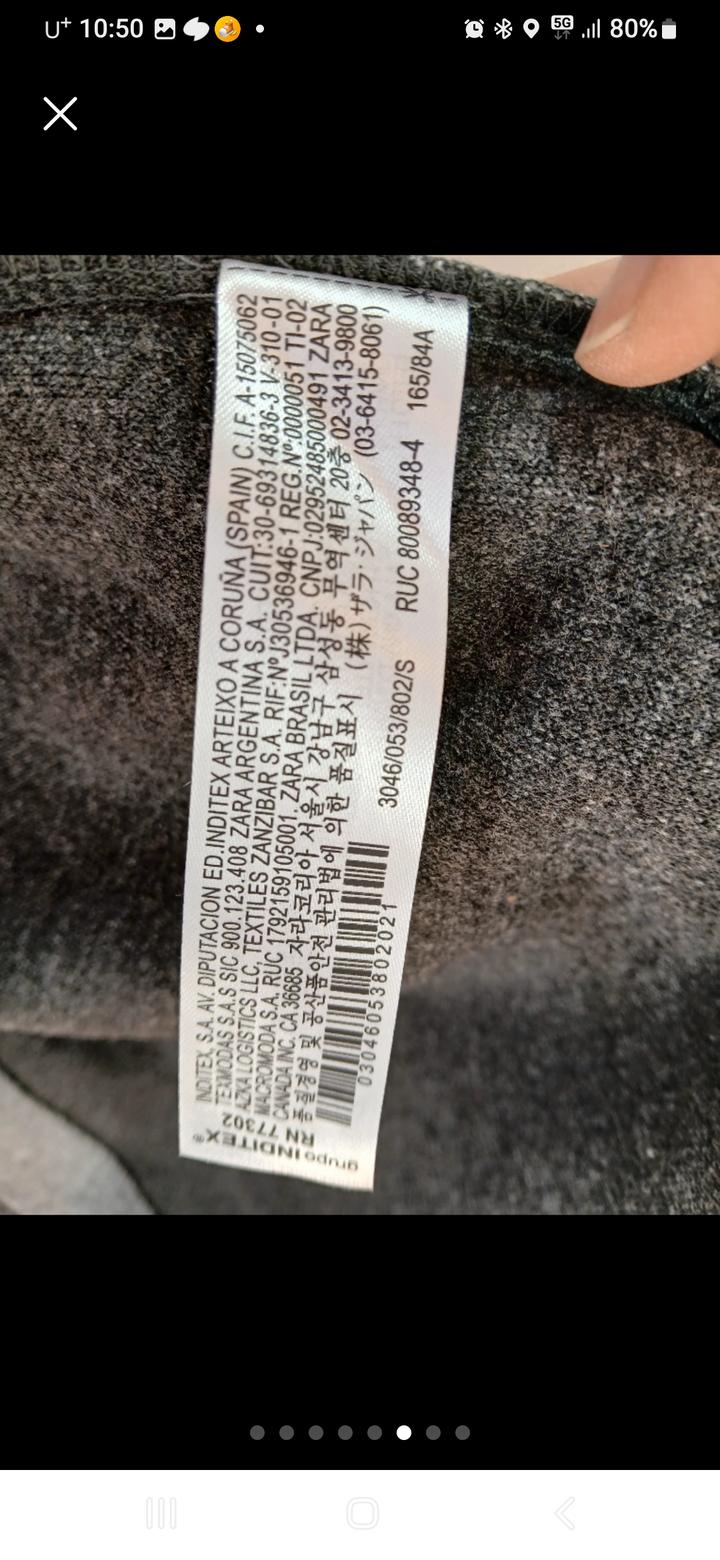 U+ 10:50
5G
80%
INDITEX, S.A. AV. DIPUTACION ED.INDITEX ARTEIXO A CORUÑA (SPAIN) C.I.F. A-15075062
TEXMODAS S.A.S SIC 900.123.408 ZARA ARGENTINA S.A. CUIT:30-69314836-3 V-310-01
AZKA LOGISTICS LLC, TEXTILES ZANZIBAR S.A. RIF:NºJ30536946-1 REG.Nº:0000051 TI-02
MACROMODA S.A. RUC 1792159105001. ZARA BRASIL LTDA. CNPJ:02952485000491 ZARA
CANADA INC. CA 36685 자라코리아 서울시 강남구 삼성동 무역센터 20층 02-3413-9800
품질경영 및 공산품안전 관리법에 의한 품질표시 (株)ザラ·ジャパン (03-6415-8061)
3046/053/802/S RUC 80089348-4 165/84A
03046053802021
grupo INDITEX®
RN 77302